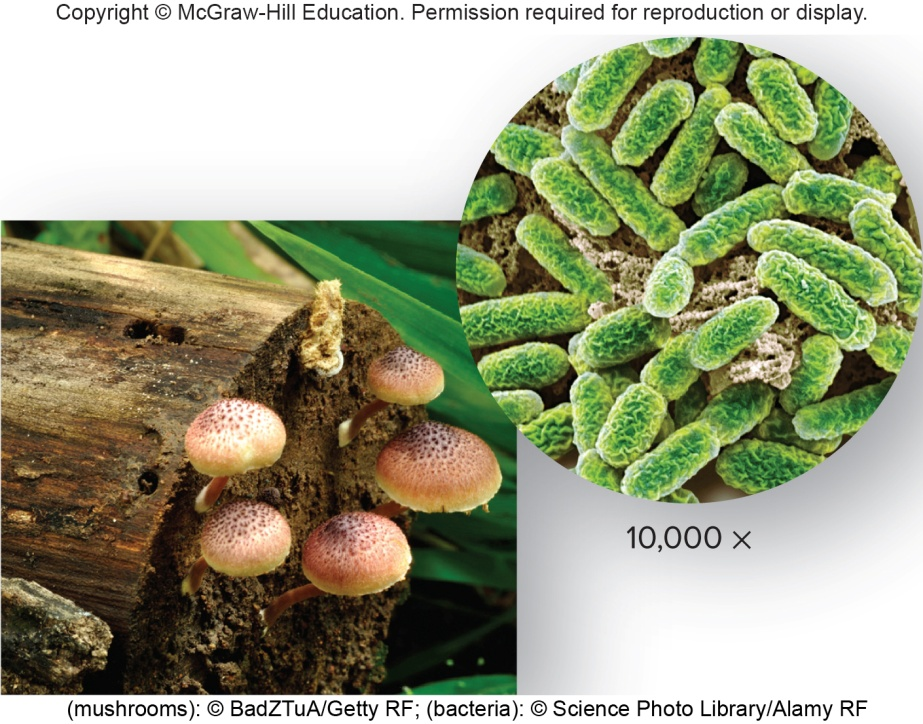 Copyright © McGraw-Hill Education. Permission required for reproduction or display.
10,000 ×
(mushrooms): © BadZTuA/Getty RF; (bacteria): © Science Photo Library/Alamy RF